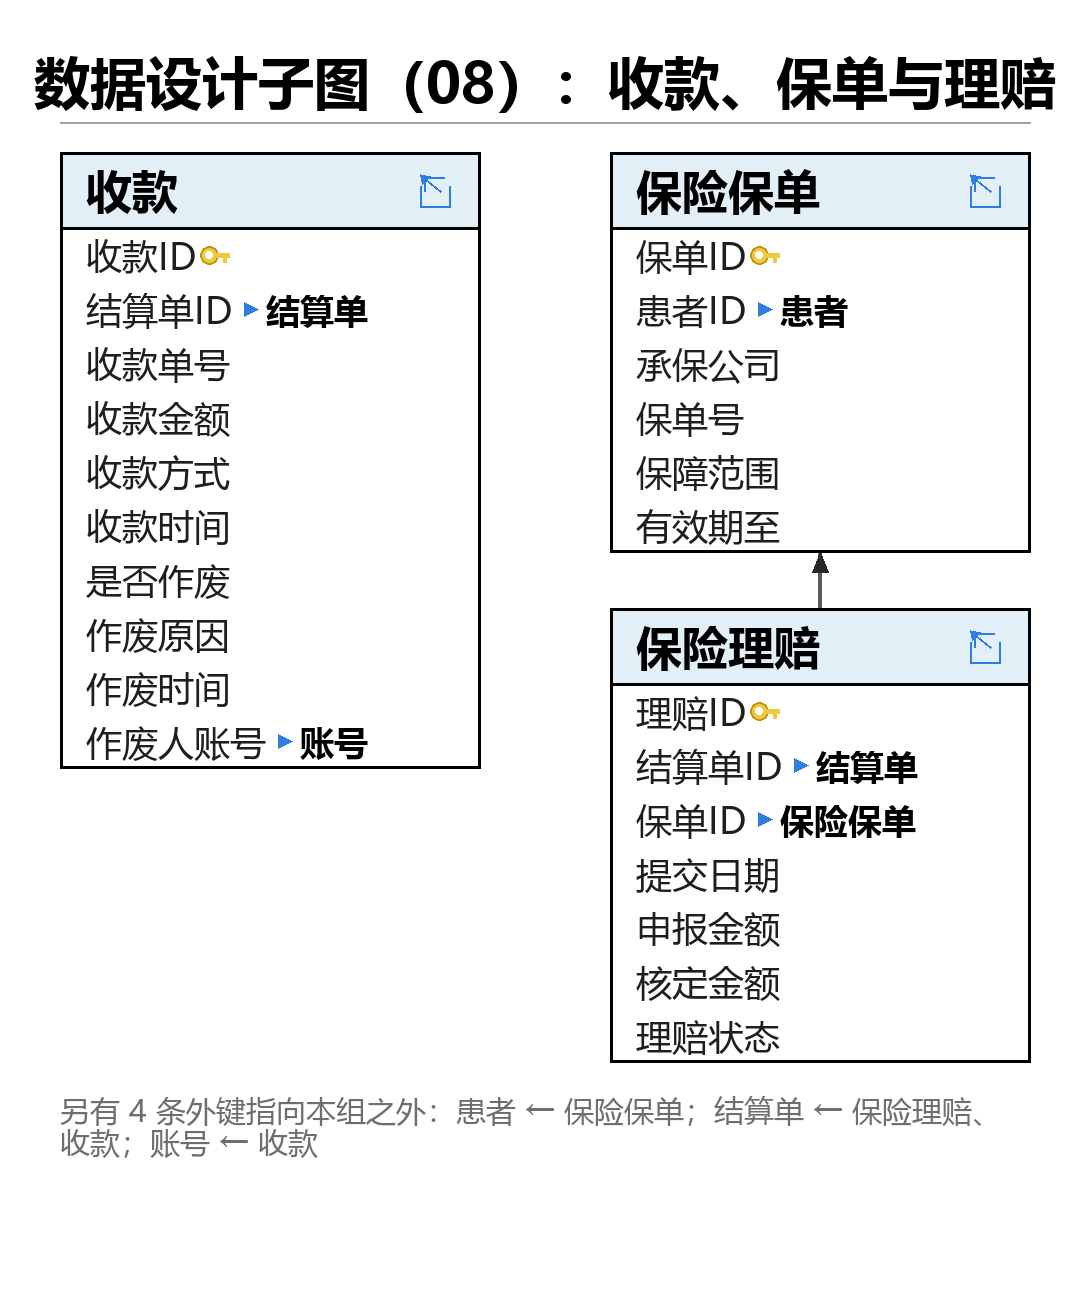 数据设计子图（08）：收款、保单与理赔
收款
收款ID
结算单ID ▸ 结算单
收款单号
收款金额
收款方式
收款时间
是否作废
作废原因
作废时间
作废人账号 ▸ 账号
保险保单
保单ID
患者ID ▸ 患者
承保公司
保单号
保障范围
有效期至
保险理赔
理赔ID
结算单ID ▸ 结算单
保单ID ▸ 保险保单
提交日期
申报金额
核定金额
理赔状态
另有 4 条外键指向本组之外：患者 ← 保险保单；结算单 ← 保险理赔、
收款；账号 ← 收款